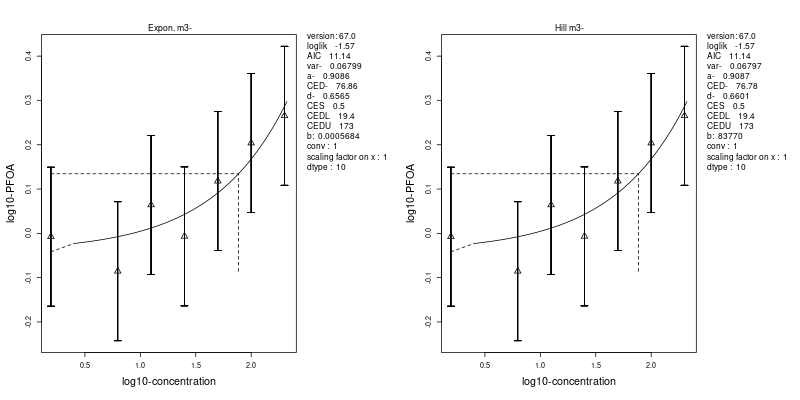 Expon. m3-
version: 67.0
loglik -1.57
AIC 11.14
var- 0.06799
a- 0.9086
CED- 76.86
d- 0.6565
CES 0.5
CEDL 19.4
CEDU 173
b: 0.0005684
conv : 1
scaling factor on x : 1
dtype : 10
log10-PFOA
0.4
0.3
0.2
0.1
0.0
-0.1
-0.2
0.5
1.0
1.5
2.0
log10-concentration
Hill m3-
version: 67.0
loglik -1.57
AIC 11.14
var- 0.06797
a- 0.9087
CED- 76.78
d- 0.6601
CES 0.5
CEDL 19.4
CEDU 173
b: 83770
conv : 1
scaling factor on x : 1
dtype : 10
log10-PFOA
0.4
0.3
0.2
0.1
0.0
-0.1
-0.2
0.5
1.0
1.5
2.0
log10-concentration